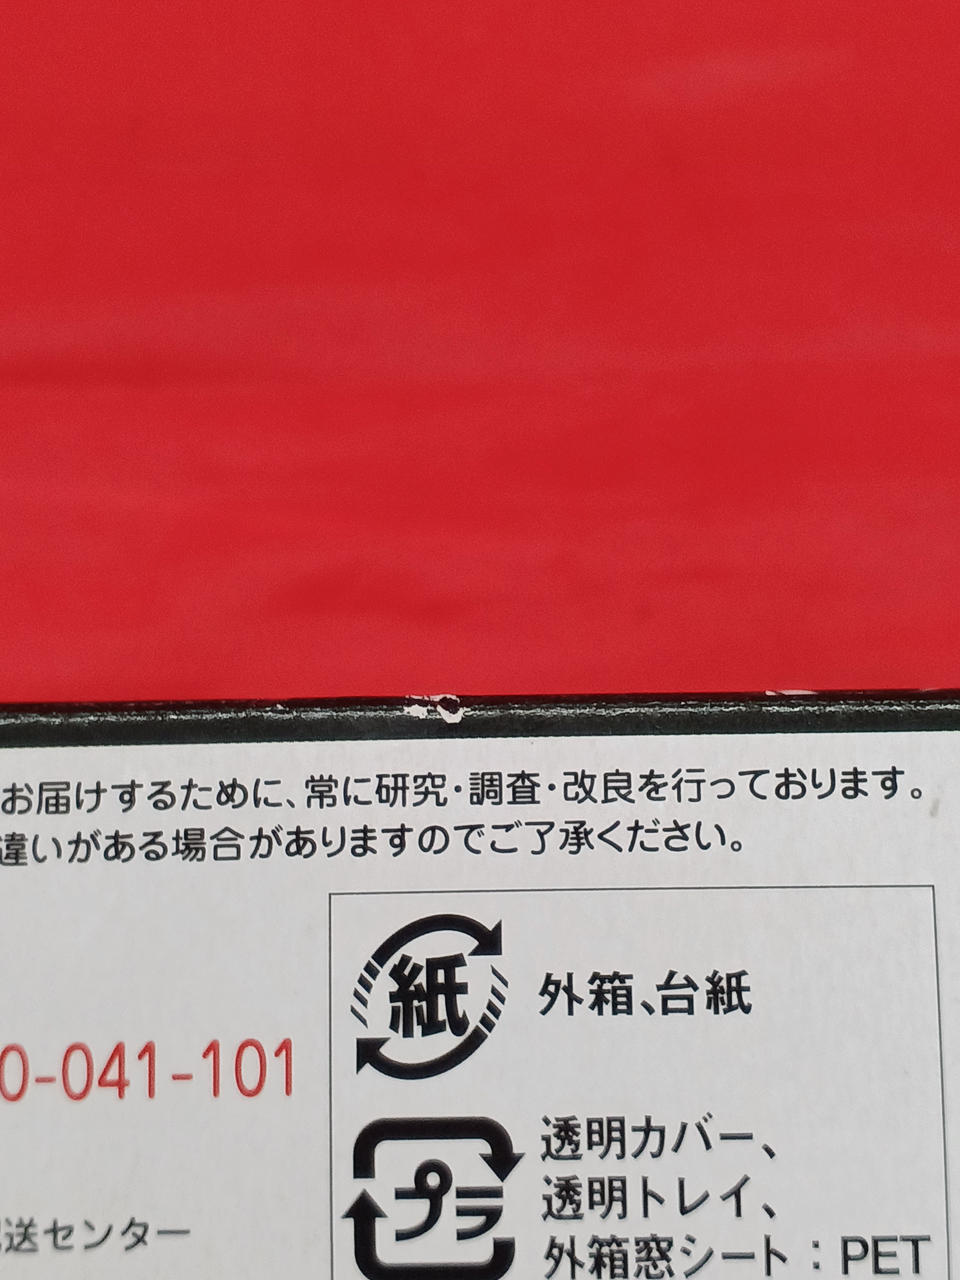 お届けするために、常に研究・調査・改良を行っております。
違いがある場合がありますのでご了承ください。
紙
外箱、台紙
0-041-101
プラ
透明カバー、
透明トレイ、
外箱窓シート：PET
送センター